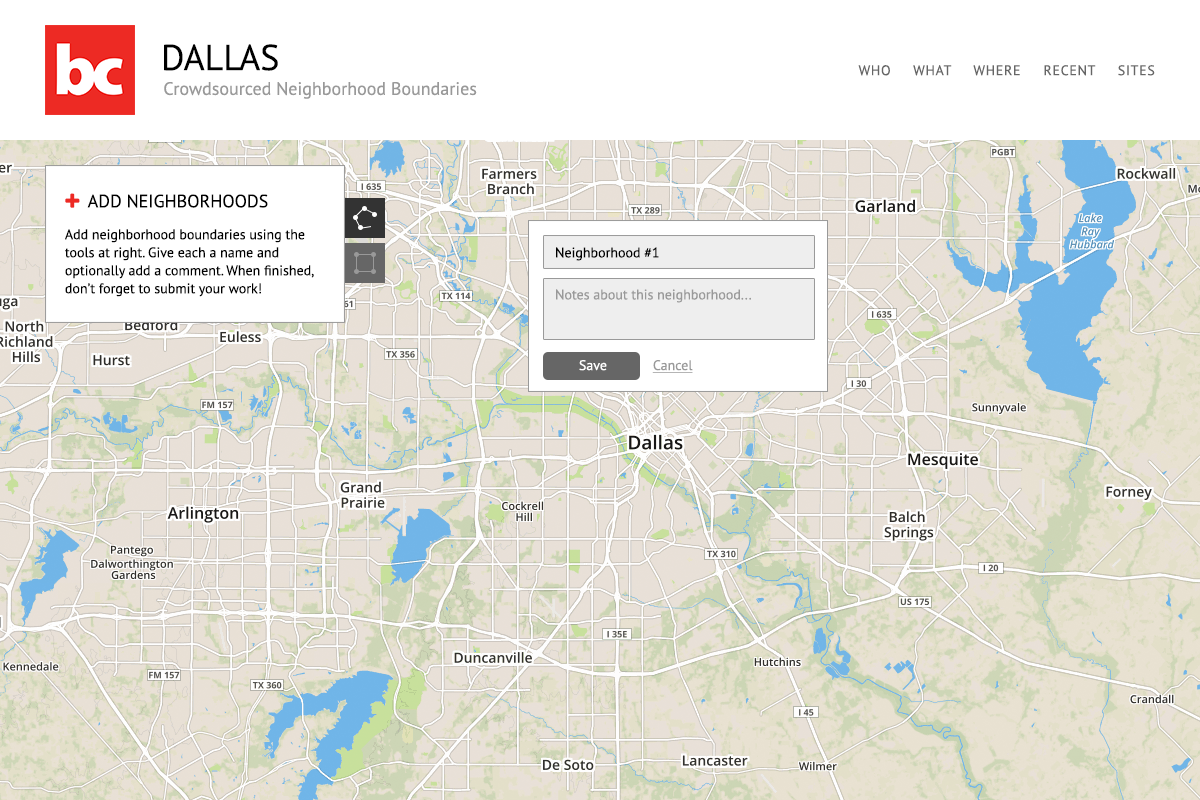 bc
DALLAS
Crowdsourced Neighborhood Boundaries
WHO
WHAT
WHERE
RECENT
SITES
ADD NEIGHBORHOODS
Add neighborhood boundaries using the
tools at right. Give each a name and
optionally add a comment. When finished,
don't forget to submit your work!
Neighborhood #1
Notes about this neighborhood...
Save
Cancel
PGBT
Rockwall
Farmers
Branch
I 635
TX 289
Garland
Lake
Ray
Hubbard
TX 114
I 635
North
Richland
Hills
Bedford
Euless
Hurst
TX 356
I 30
FM 157
Sunnyvale
Dallas
Mesquite
Grand
Prairie
Arlington
Cockrell
Hill
Forney
Balch
Springs
Pantego
Dalworthington
Gardens
TX 310
I 20
US 175
I 35E
Kennedale
Duncanville
Hutchins
FM 157
TX 360
Crandall
I 45
De Soto
Lancaster
Wilmer